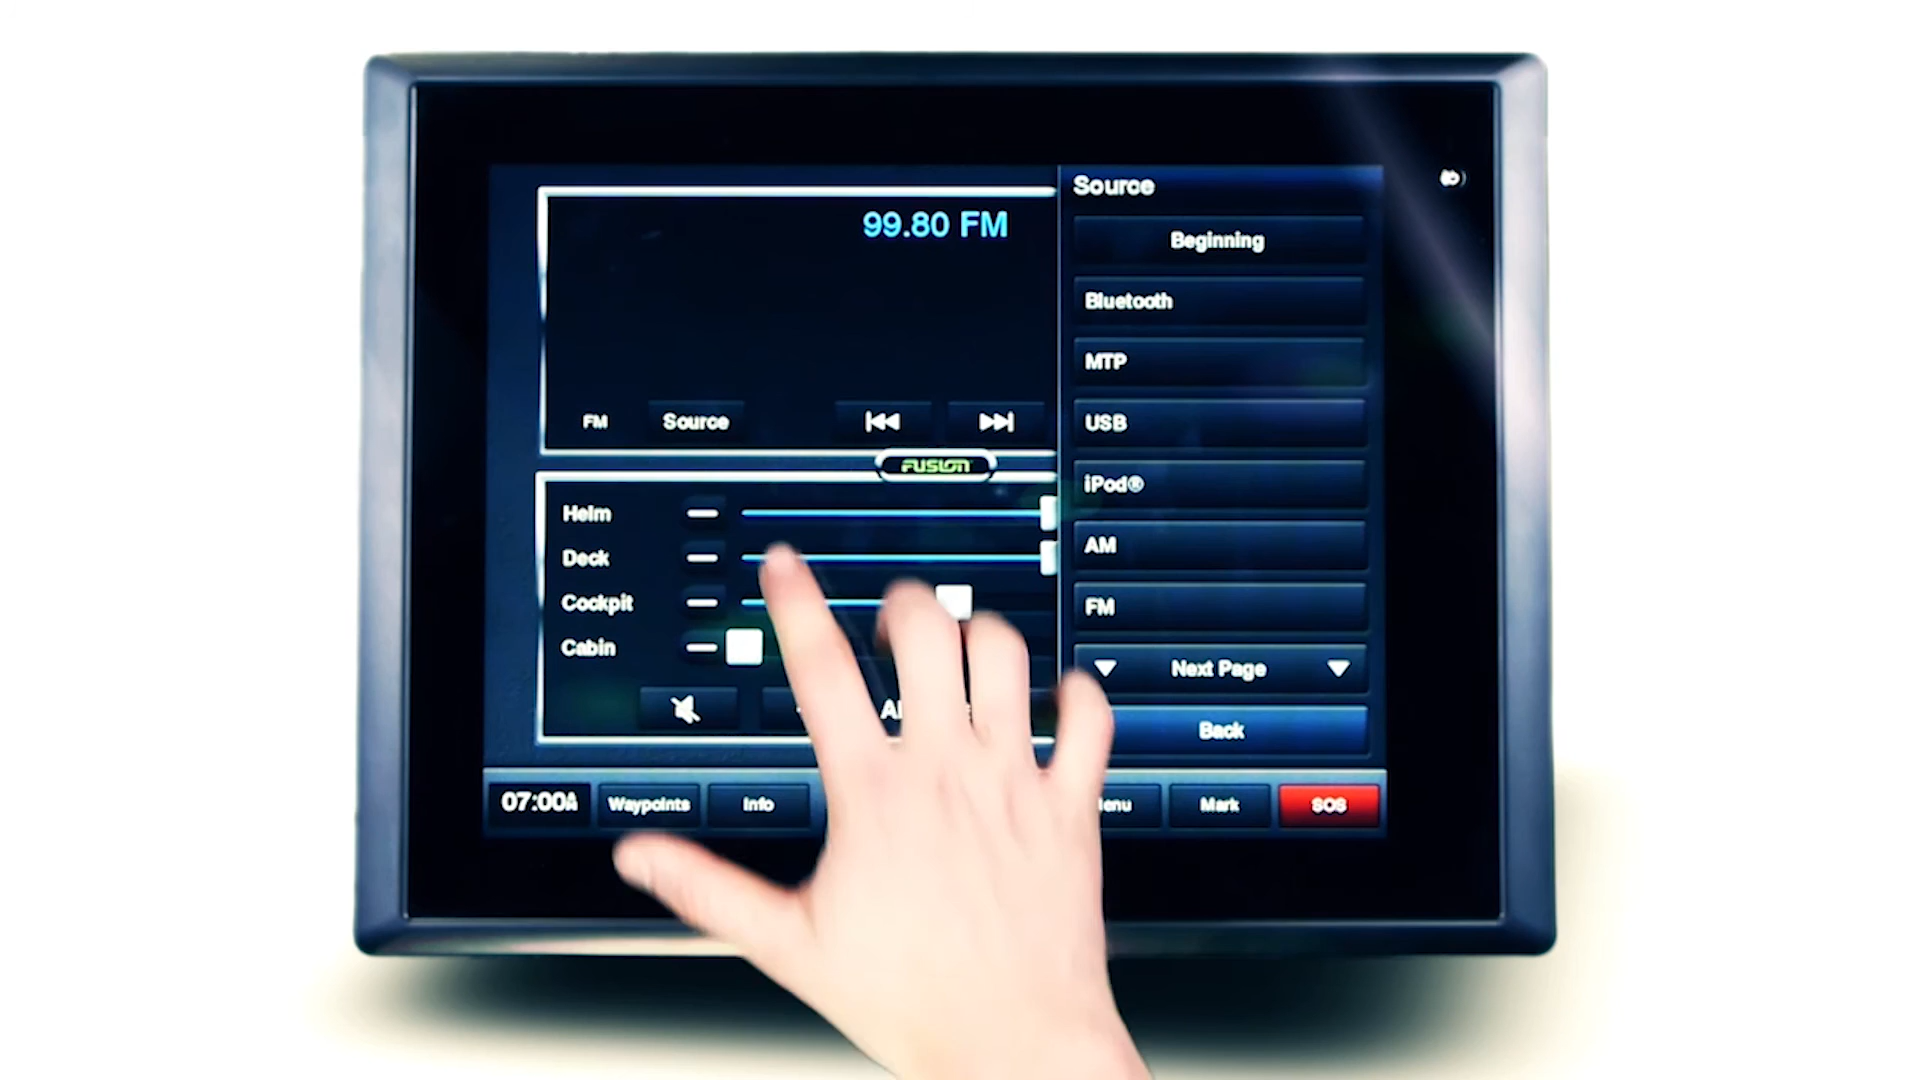 99.80 FM
FM Source
FUSION
Helm
Deck
Cockpit
Cabin
Source
Beginning
Bluetooth
MTP
USB
iPod®
AM
FM
Next Page
Back
07:00A Waypoints Info Mark SOS